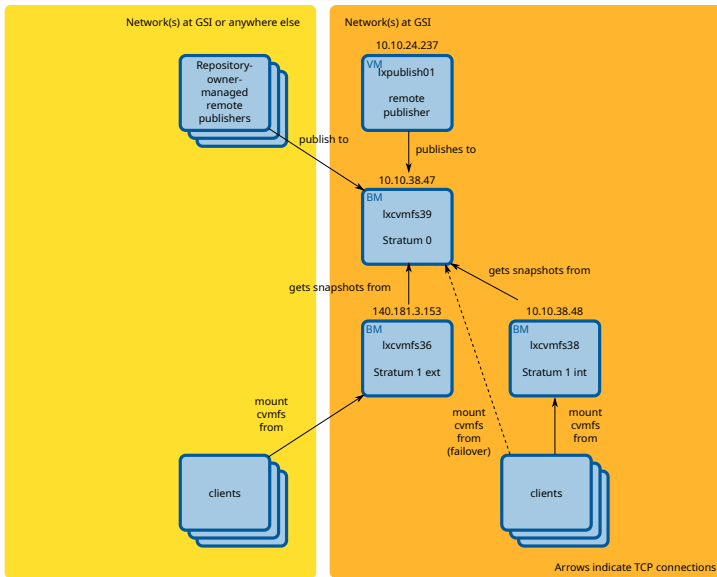 Network(s) at GSI or anywhere else
Network(s) at GSI
10.10.24.237
Repository-
owner-
managed
remote
publishers
VM
lxpublish01
remote
publisher
publish to
publishes to
10.10.38.47
BM
lxcvmfs39
Stratum 0
gets snapshots from
gets snapshots from
140.181.3.153
10.10.38.48
BM
lxcvmfs36
Stratum 1 ext
BM
lxcvmfs38
Stratum 1 int
mount
cvmfs
from
mount
cvmfs
from
(failover)
mount
cvmfs
from
clients
clients
Arrows indicate TCP connections